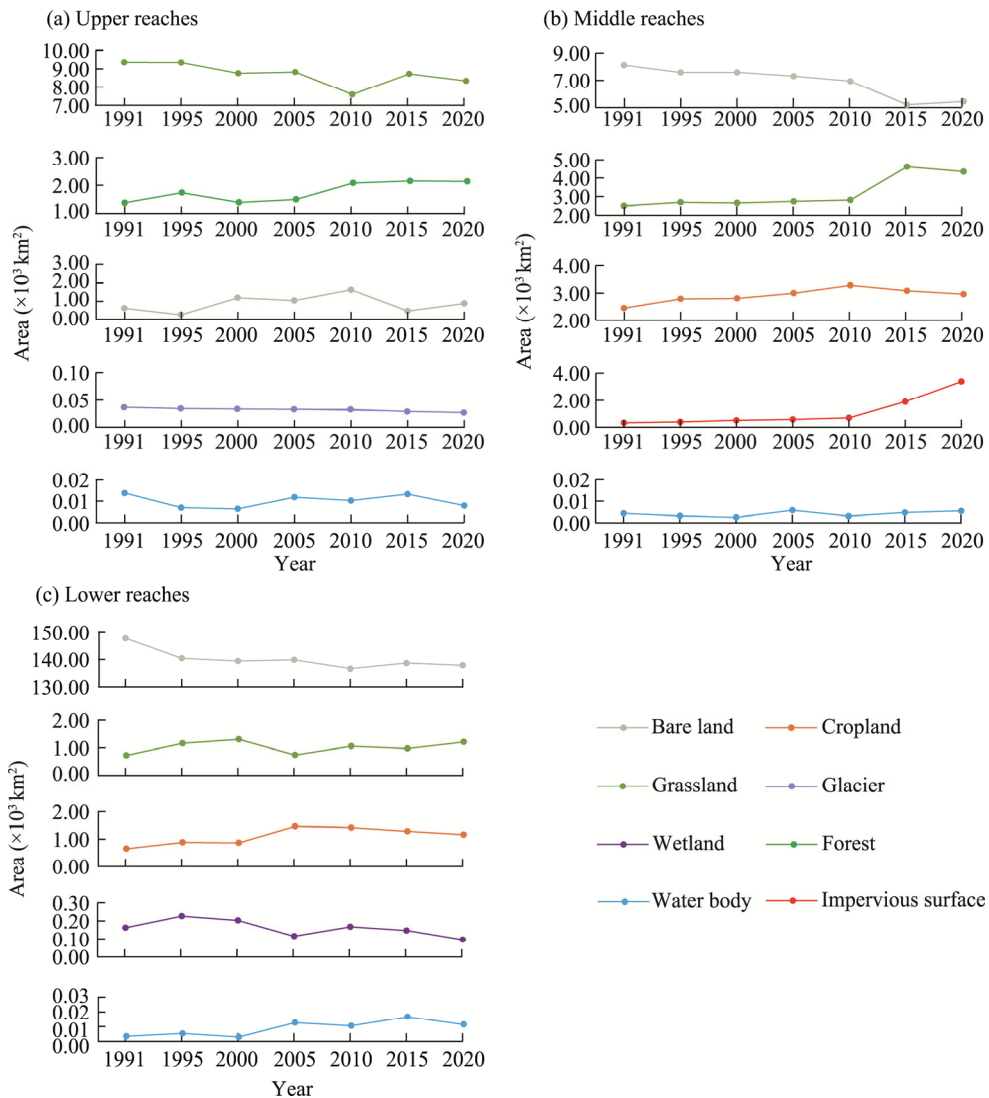 (a) Upper reaches
10.00
9.00
8.00
7.00
1991 1995 2000 2005 2010 2015 2020
3.00
2.00
1.00
1991 1995 2000 2005 2010 2015 2020
3.00
2.00
1.00
0.00
1991 1995 2000 2005 2010 2015 2020
0.10
0.05
0.00
1991 1995 2000 2005 2010 2015 2020
0.02
0.01
0.00
1991 1995 2000 2005 2010 2015 2020
Year
Area (×10³ km²)
(b) Middle reaches
9.00
7.00
5.00
1991 1995 2000 2005 2010 2015 2020
5.00
4.00
3.00
2.00
1991 1995 2000 2005 2010 2015 2020
4.00
3.00
2.00
1991 1995 2000 2005 2010 2015 2020
4.00
2.00
0.00
1991 1995 2000 2005 2010 2015 2020
0.02
0.01
0.00
1991 1995 2000 2005 2010 2015 2020
Year
Area (×10³ km²)
(c) Lower reaches
150.00
140.00
130.00
2.00
1.00
0.00
2.00
1.00
0.00
0.30
0.10
0.00
0.03
0.02
0.01
0.00
1991 1995 2000 2005 2010 2015 2020
Year
Area (×10³ km²)
Bare land
Cropland
Grassland
Glacier
Wetland
Forest
Water body
Impervious surface